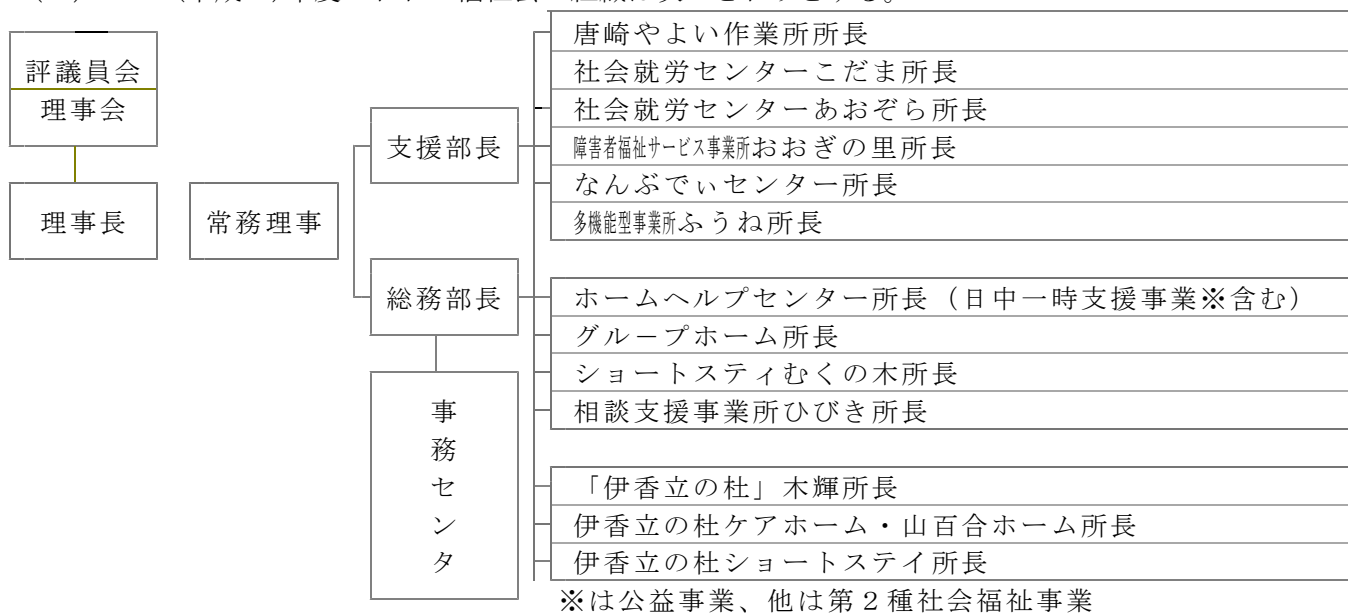 評議員会
理事会
理事長
常務理事
支援部長
総務部長
事務センタ
唐崎やよい作業所所長
社会就労センターこだま所長
社会就労センターあおぞら所長
障害者福祉サービス事業所おおぎの里所長
なんぶでぃセンター所長
多機能型事業所ふうね所長
ホームヘルプセンター所長（日中一時支援事業※含む）
グループホーム所長
ショートスティむくの木所長
相談支援事業所ひびき所長
「伊香立の杜」木輝所長
伊香立の杜ケアホーム・山百合ホーム所長
伊香立の杜ショートステイ所長
※は公益事業、他は第２種社会福祉事業